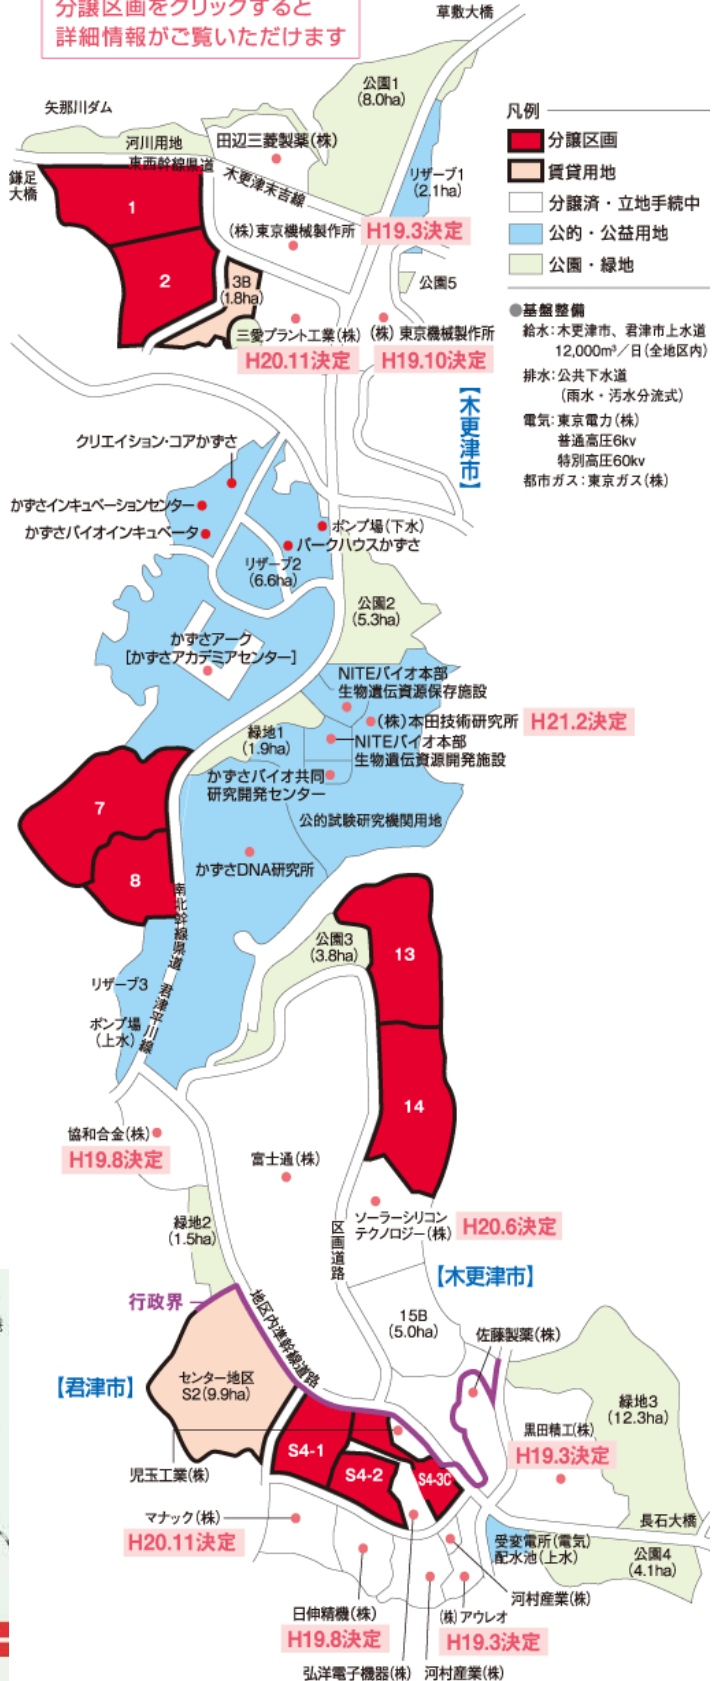 分譲区画をクリックすると
詳細情報がご覧いただけます
草敷大橋
公園1
(8.0ha)
矢那川ダム
河川用地
田辺三菱製薬(株)
東西幹線県道
木更津末吉線
鎌足
大橋
リザーブ1
(2.1ha)
凡例
分譲区画
賃貸用地
分譲済・立地手続中
公的・公益用地
公園・緑地
1
(株)東京機械製作所
H19.3決定
2
3B
(1.8ha)
公園5
三愛プラント工業(株)
H20.11決定
(株)東京機械製作所
H19.10決定
●基盤整備
給水:木更津市、君津市上水道
12,000m³/日(全地区内)
排水:公共下水道
(雨水・汚水分流式)
電気:東京電力(株)
普通高圧6kv
特別高圧60kv
都市ガス:東京ガス(株)
【木更津市】
クリエイション・コアかずさ
かずさインキュベーションセンター
かずさバイオインキュベータ
ポンプ場(下水)
パークハウスかずさ
リザーブ2
(6.6ha)
公園2
(5.3ha)
かずさアーク
[かずさアカデミアセンター]
NITEバイオ本部
生物遺伝資源保存施設
(株)本田技術研究所
H21.2決定
緑地1
(1.9ha)
NITEバイオ本部
生物遺伝資源開発施設
かずさバイオ共同
研究開発センター
公的試験研究機関用地
7
8
かずさDNA研究所
南北幹線県道 君津平川線
公園3
(3.8ha)
13
リザーブ3
ポンプ場
(上水)
14
協和合金(株)
H19.8決定
富士通(株)
ソーラーシリコン
テクノロジー(株)
H20.6決定
緑地2
(1.5ha)
区画道路
【木更津市】
行政界
地区内準幹線道路
15B
(5.0ha)
佐藤製薬(株)
【君津市】
センター地区
S2(9.9ha)
緑地3
(12.3ha)
黒田精工(株)
H19.3決定
S4-1
S4-2
S4-3C
児玉工業(株)
マナック(株)
H20.11決定
長石大橋
受変電所(電気)
配水池(上水)
公園4
(4.1ha)
河村産業(株)
日伸精機(株)
H19.8決定
(株)アウレオ
H19.3決定
弘洋電子機器(株)
河村産業(株)